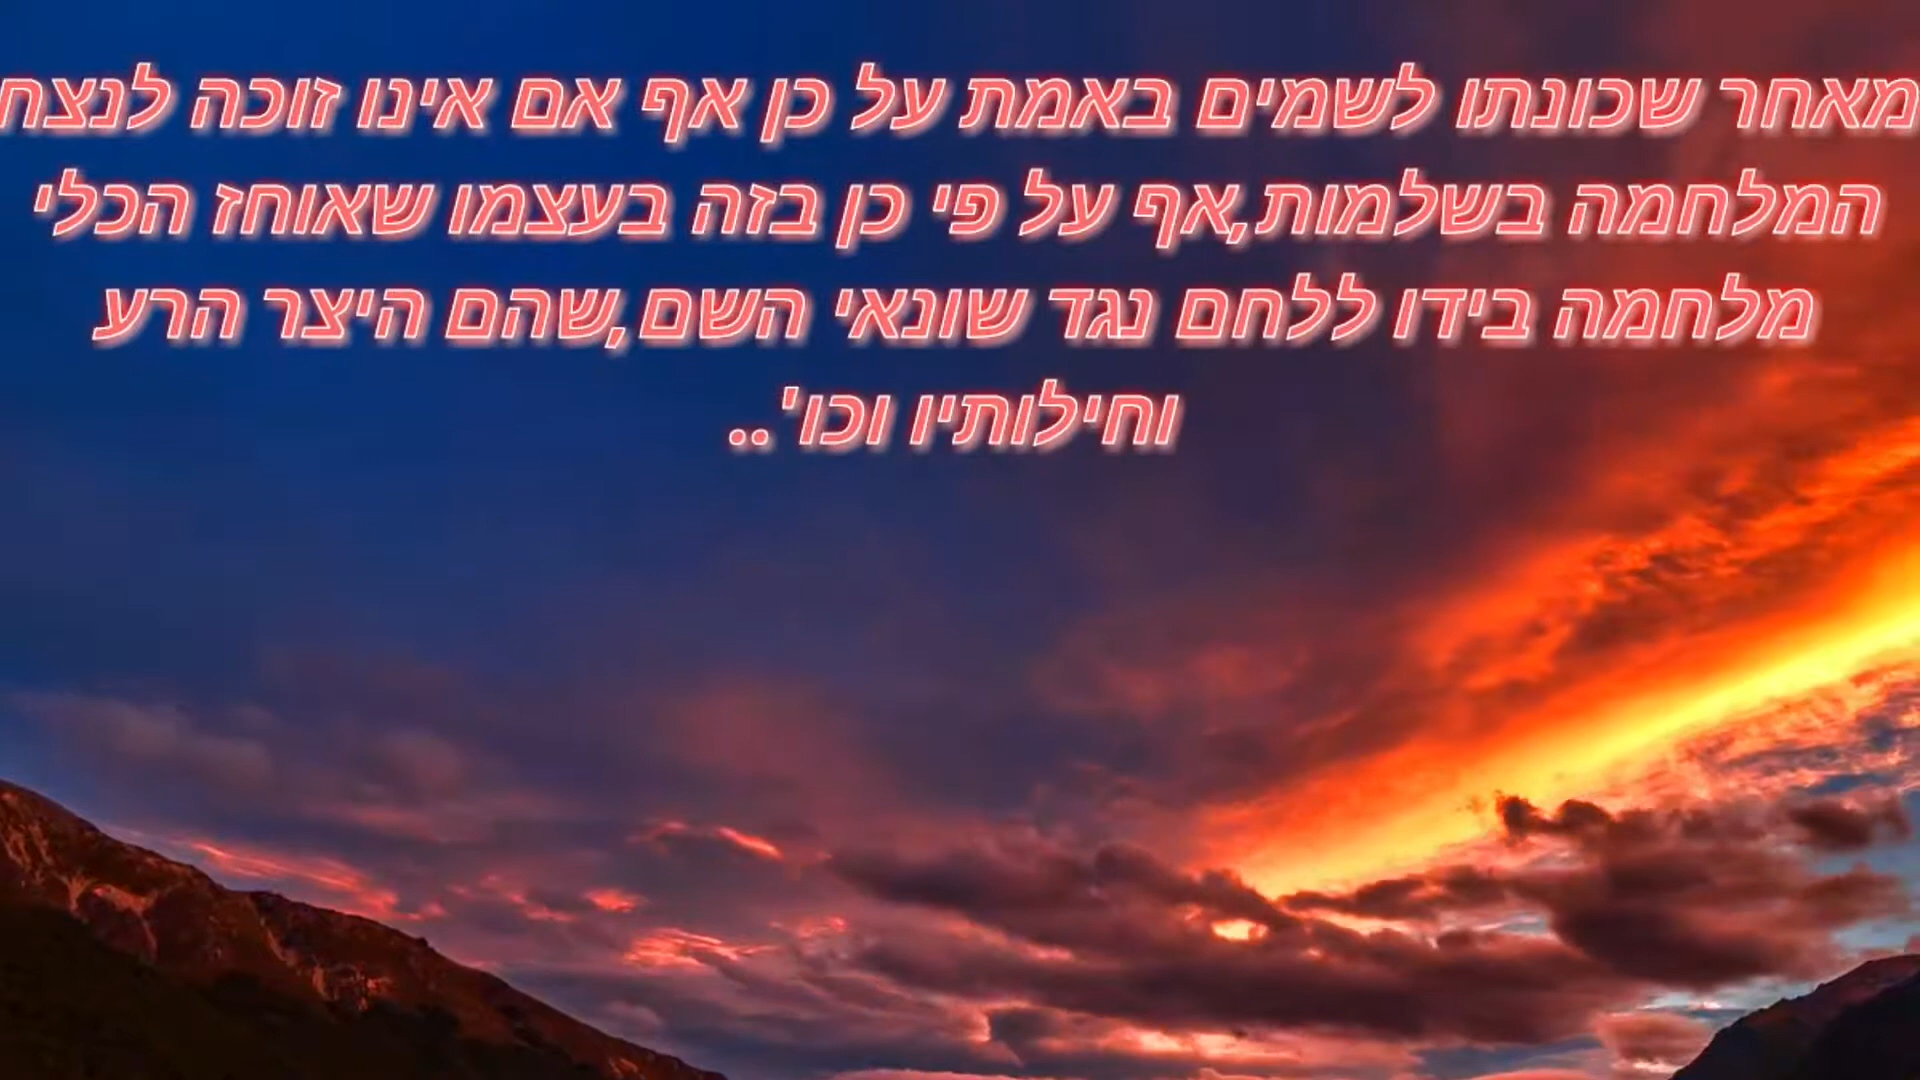 מאחר שכונתו לשמים באמת על כן אף אם אינו זוכה לנצח
המלחמה בשלמות,אף על פי כן בזה בעצמו שאוחז הכלי
מלחמה בידו ללחם נגד שונאי השם,שהם היצר הרע
וחילותיו וכו'..